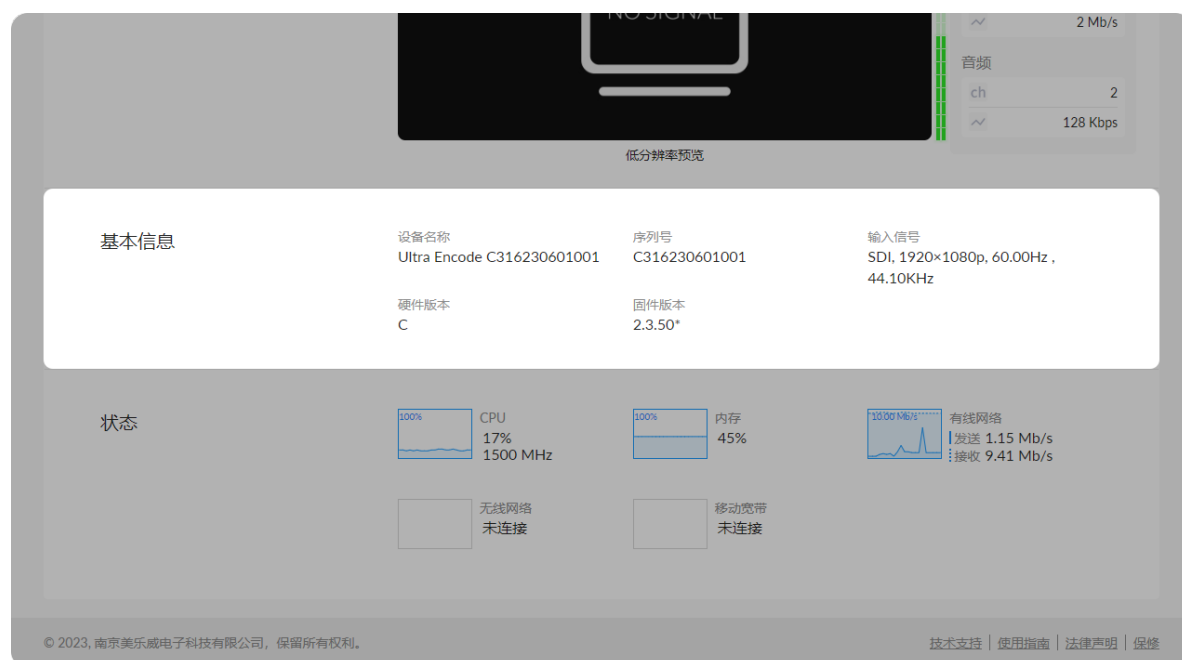 NO SIGNAL
2 Mb/s
音频
ch 2
128 Kbps
低分辨率预览
基本信息
设备名称
Ultra Encode C316230601001
序列号
C316230601001
输入信号
SDI, 1920×1080p, 60.00Hz ,
44.10KHz
硬件版本
C
固件版本
2.3.50*
状态
100%
CPU
17%
1500 MHz
100%
内存
45%
10.00 Mb/s
有线网络
发送 1.15 Mb/s
接收 9.41 Mb/s
无线网络
未连接
移动宽带
未连接
© 2023, 南京美乐威电子科技有限公司，保留所有权利。
技术支持 | 使用指南 | 法律声明 | 保修